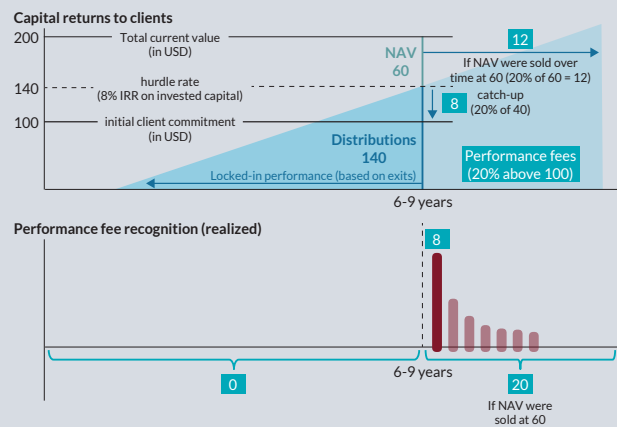 Capital returns to clients
200
Total current value
(in USD)
NAV
60
12
If NAV were sold over
time at 60 (20% of 60 = 12)
140
hurdle rate
(8% IRR on invested capital)
8
catch-up
(20% of 40)
100
initial client commitment
(in USD)
Distributions
140
Performance fees
(20% above 100)
Locked-in performance (based on exits)
6-9 years
Performance fee recognition (realized)
8
6-9 years
0
20
If NAV were
sold at 60